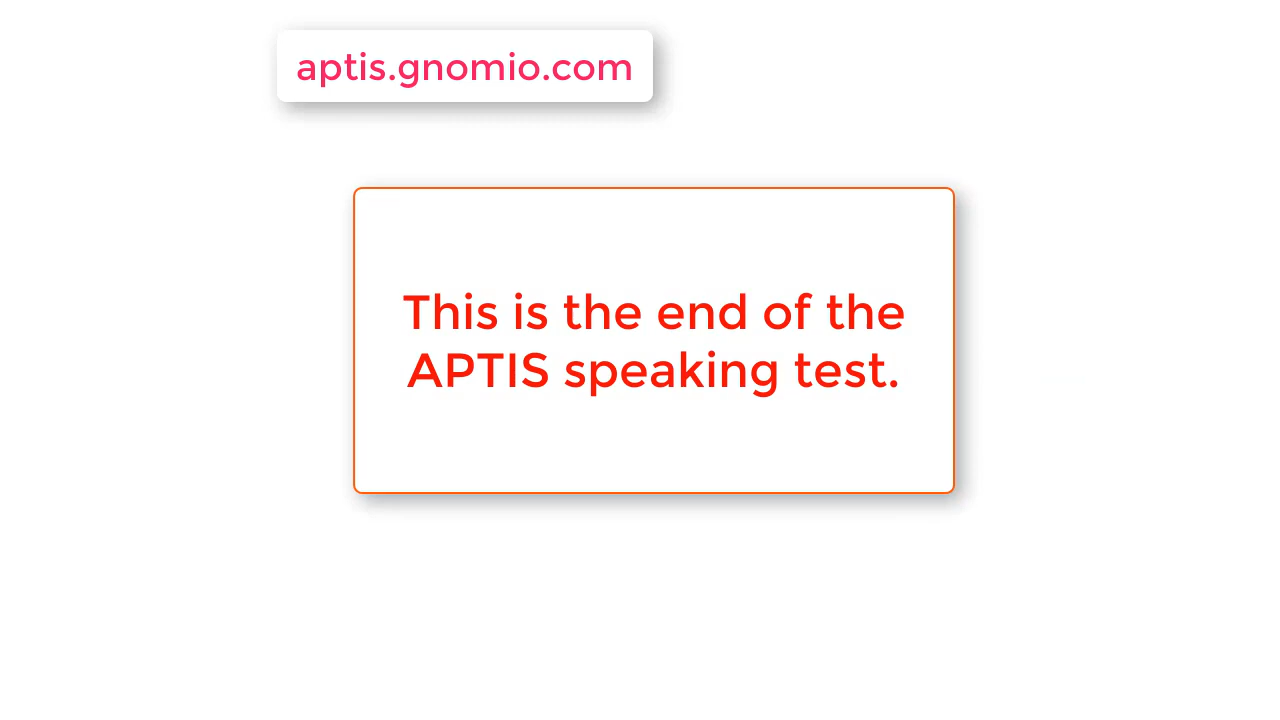 aptis.gnomio.com
This is the end of the
APTIS speaking test.